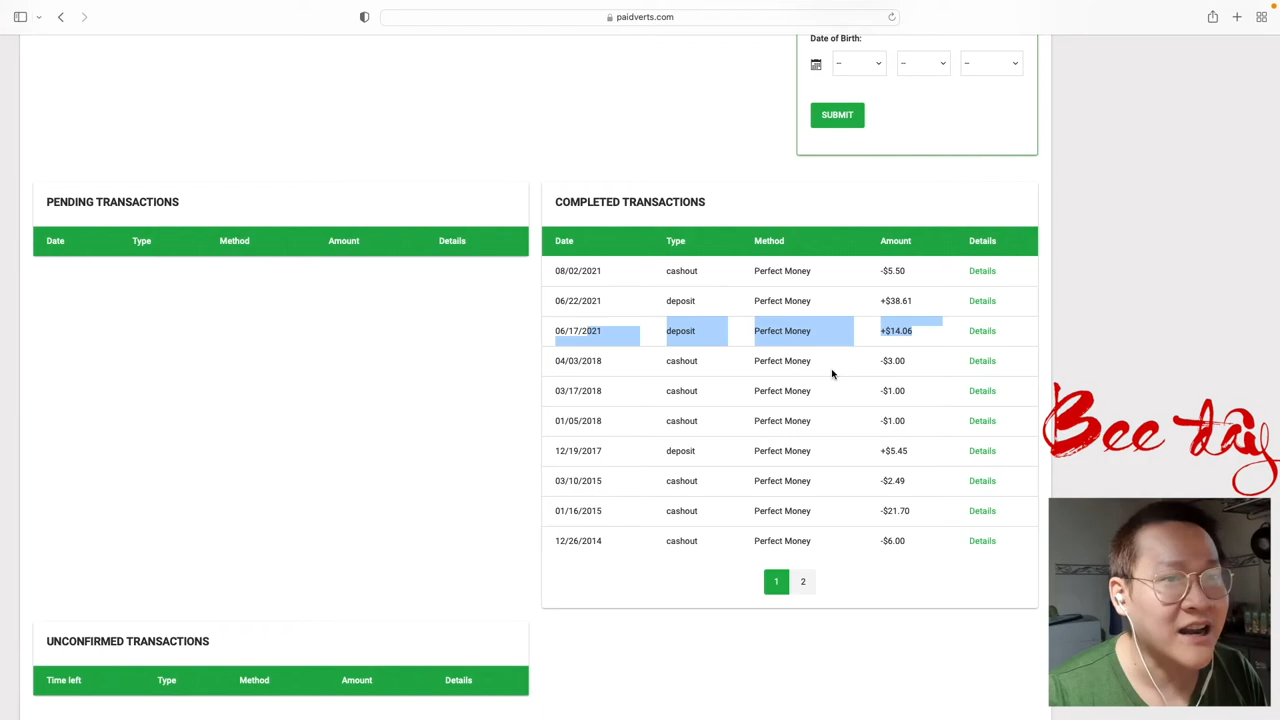 paidverts.com
Date of Birth:
-- -- --
SUBMIT
PENDING TRANSACTIONS
Date Type Method Amount Details
COMPLETED TRANSACTIONS
Date Type Method Amount Details
08/02/2021 cashout Perfect Money -$5.50 Details
06/22/2021 deposit Perfect Money +$38.61 Details
06/17/2021 deposit Perfect Money +$14.06 Details
04/03/2018 cashout Perfect Money -$3.00 Details
03/17/2018 cashout Perfect Money -$1.00 Details
01/05/2018 cashout Perfect Money -$1.00 Details
12/19/2017 deposit Perfect Money +$5.45 Details
03/10/2015 cashout Perfect Money -$2.49 Details
01/16/2015 cashout Perfect Money -$21.70 Details
12/26/2014 cashout Perfect Money -$6.00 Details
1 2
Bee day
UNCONFIRMED TRANSACTIONS
Time left Type Method Amount Details